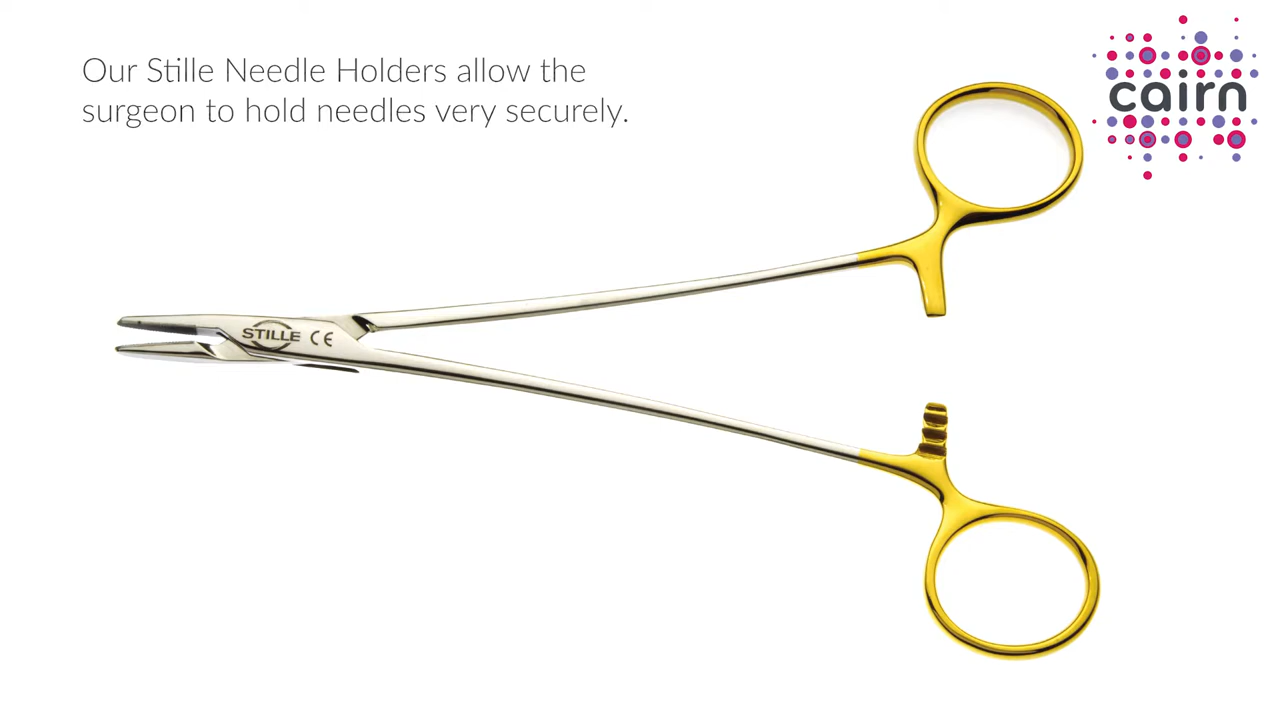 Our Stille Needle Holders allow the
surgeon to hold needles very securely.
cairn
STILLE CE